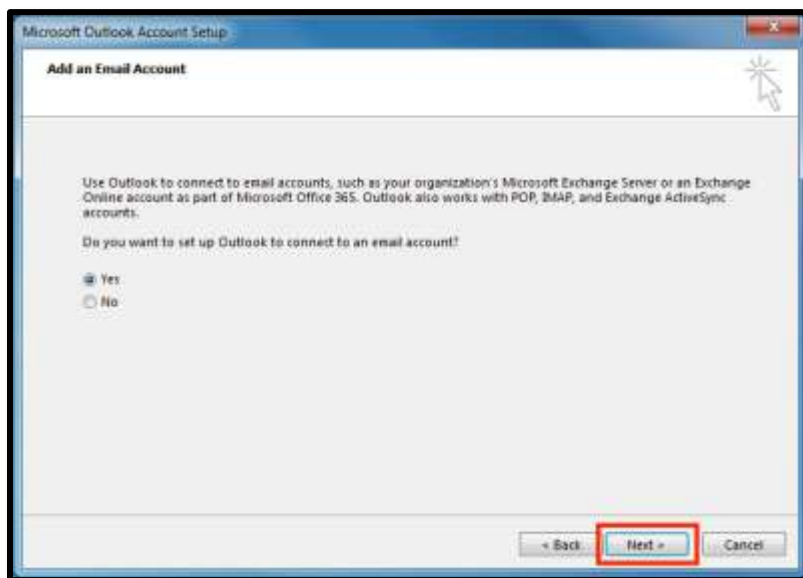 Microsoft Outlook Account Setup
Add an Email Account
Use Outlook to connect to email accounts, such as your organization's Microsoft Exchange Server or an Exchange
Online account as part of Microsoft Office 365. Outlook also works with POP, IMAP, and Exchange ActiveSync
accounts.
Do you want to set up Outlook to connect to an email account?
Yes
No
< Back
Next >
Cancel